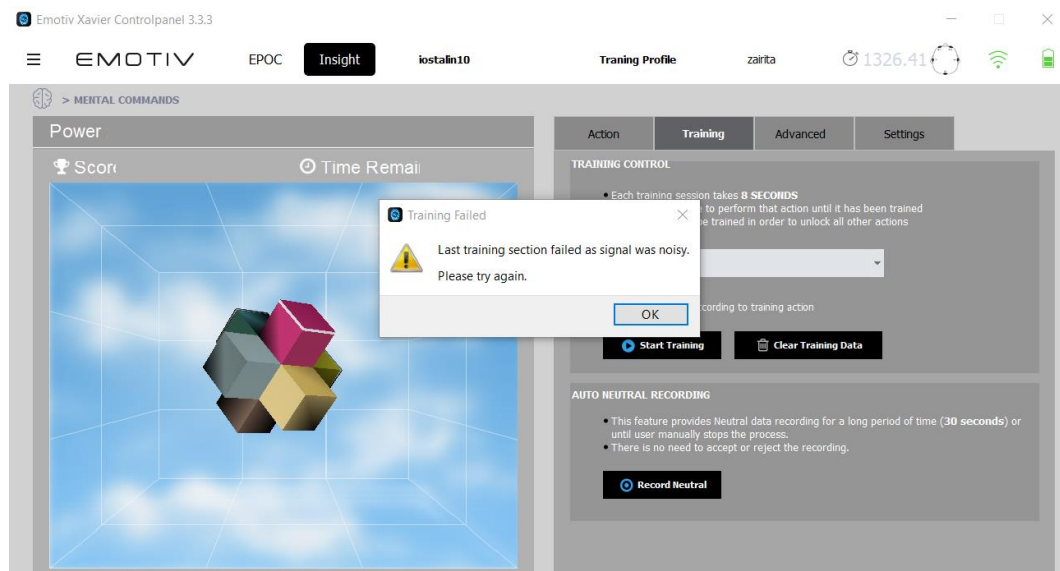 Emotiv Xavier Controlpanel 3.3.3
EMOTIV EPOC Insight iostalin10 Traning Profile zairita 1326.41
> MENTAL COMMANDS
Power
Action Training Advanced Settings
Score Time Remai
TRAINING CONTROL
Each training session takes 8 SECONDS
to perform that action until it has been trained
be trained in order to unlock all other actions
Training Failed
Last training section failed as signal was noisy.
Please try again.
OK
according to training action
Start Training Clear Training Data
AUTO NEUTRAL RECORDING
This feature provides Neutral data recording for a long period of time (30 seconds) or
until user manually stops the process.
There is no need to accept or reject the recording.
Record Neutral